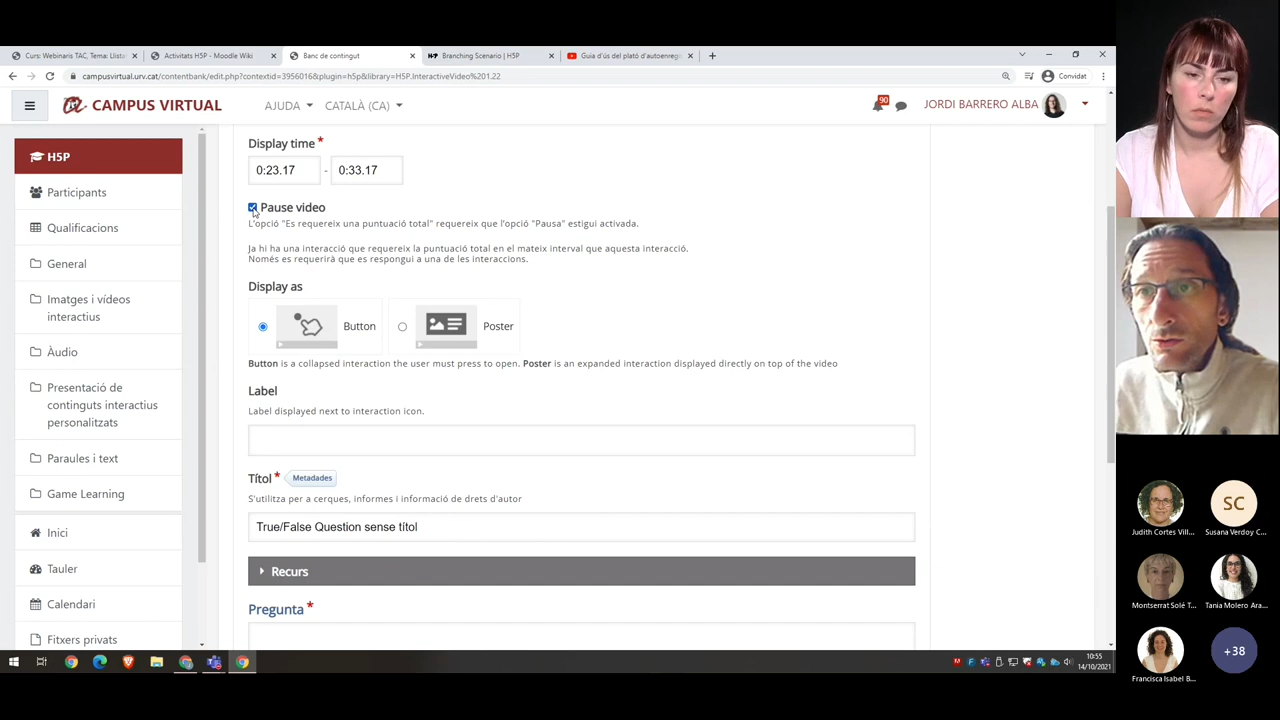 Curs: Webinaris TAC, Tema: Llista
Activitats H5P - Moodle Wiki
Banc de contingut
H-P Branching Scenario | H5P
Guia d'ús del plató d'autoenreg
campusvirtual.urv.cat/contentbank/edit.php?contextid=3956016&plugin=h5p&library=H5P.InteractiveVideo%201.22
Convidat
CAMPUS VIRTUAL
AJUDA
CATALÀ (CA)
90
JORDI BARRERO ALBA
H5P
Participants
Qualificacions
General
Imatges i vídeos
interactius
Àudio
Presentació de
continguts interactius
personalitzats
Paraules i text
Game Learning
Inici
Tauler
Calendari
Fitxers privats
Display time *
0:23.17 - 0:33.17
Pause video
L'opció "Es requereix una puntuació total" requereix que l'opció "Pausa" estigui activada.
Ja hi ha una interacció que requereix la puntuació total en el mateix interval que aquesta interacció.
Només es requerirà que es respongui a una de les interaccions.
Display as
Button
Poster
Button is a collapsed interaction the user must press to open. Poster is an expanded interaction displayed directly on top of the video
Label
Label displayed next to interaction icon.
Títol * Metadades
S'utilitza per a cerques, informes i informació de drets d'autor
True/False Question sense títol
Recurs
Pregunta *
10:55
14/10/2021
SC
Judith Cortes Vill...
Susana Verdoy C...
Montserrat Solé T...
Tania Molero Ara...
Francisca Isabel B...
+38